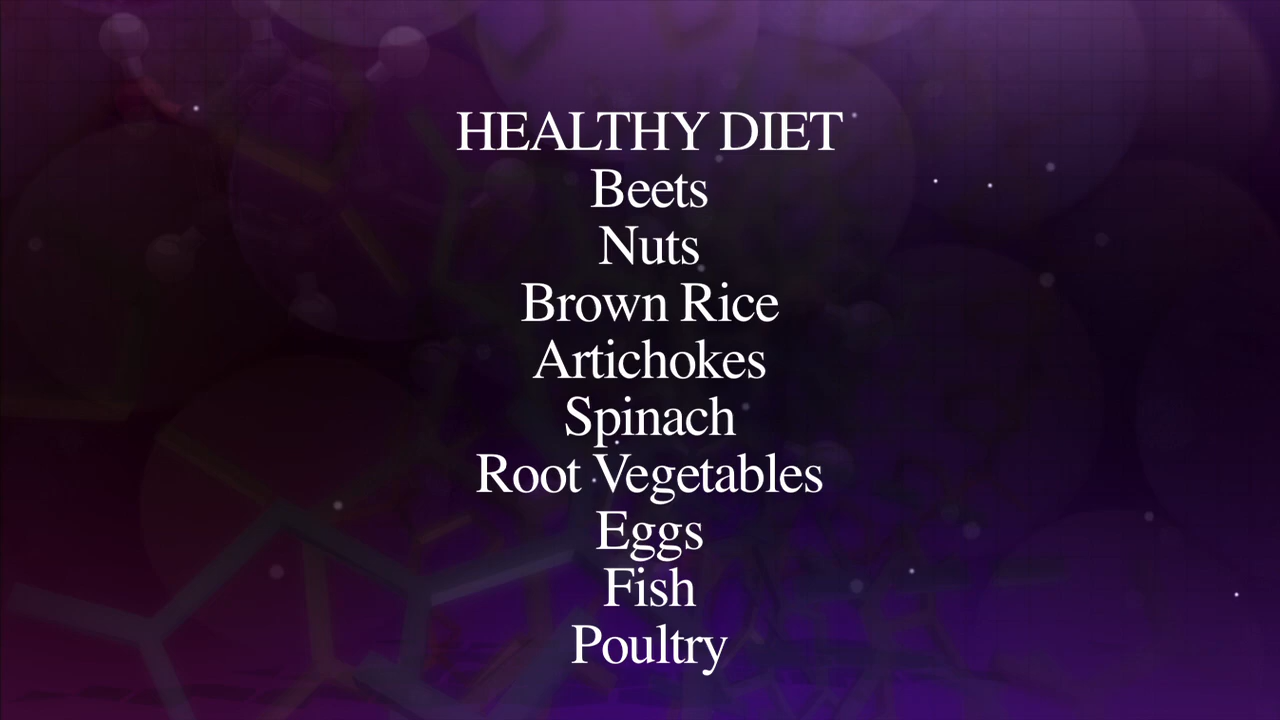 HEALTHY DIET
Beets
Nuts
Brown Rice
Artichokes
Spinach
Root Vegetables
Eggs
Fish
Poultry